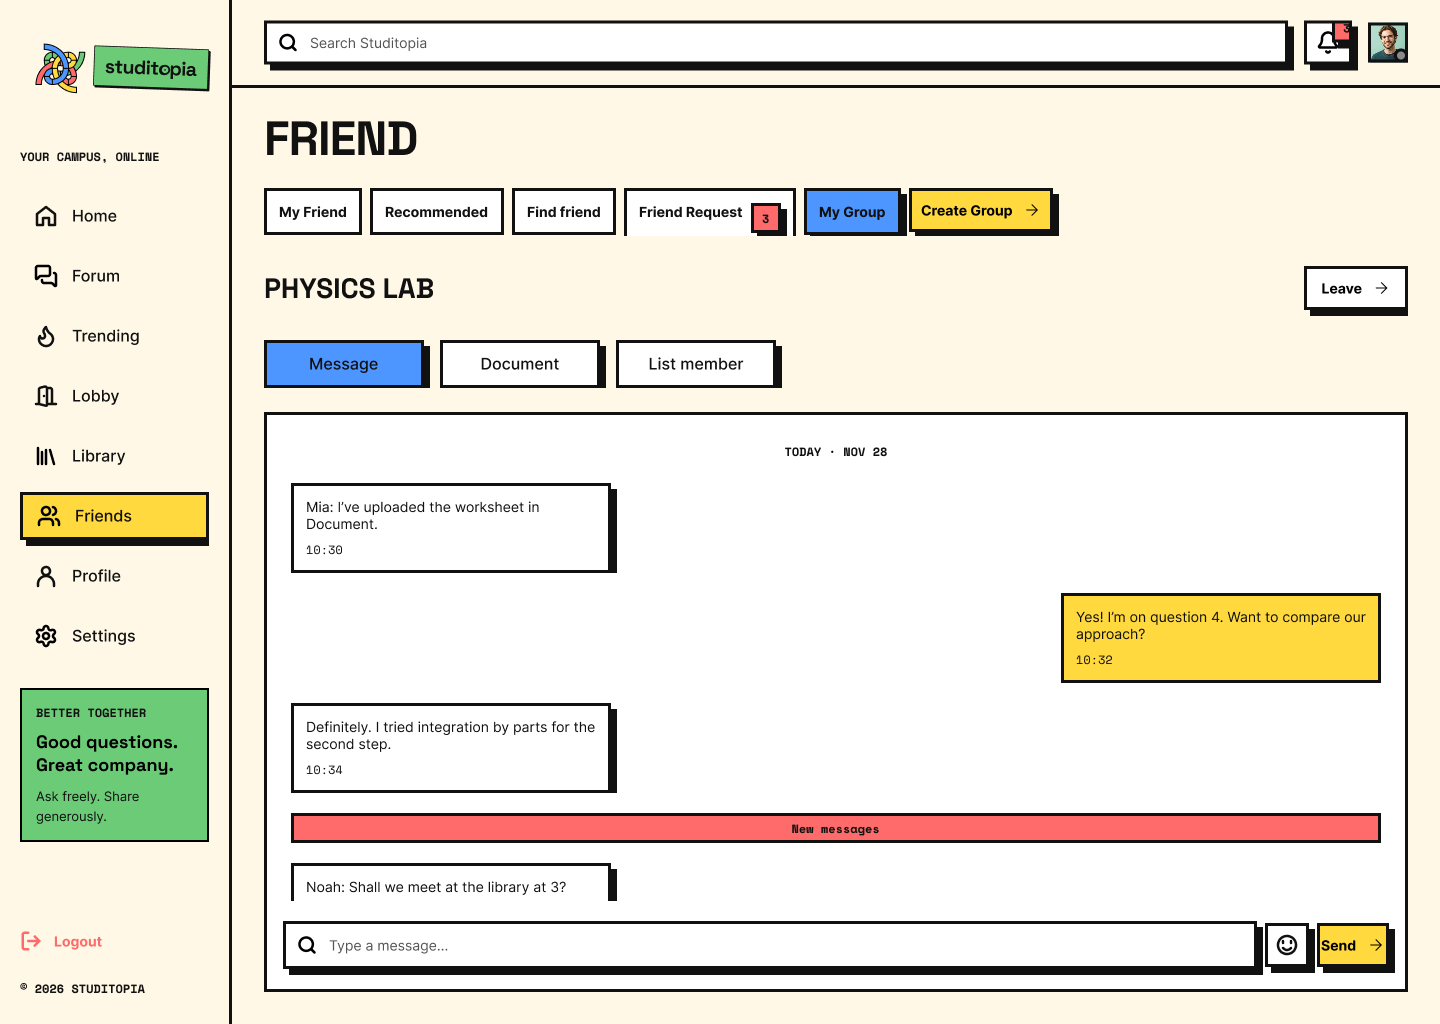 studitopia
Search Studitopia
3
YOUR CAMPUS, ONLINE
Home
Forum
Trending
Lobby
Library
Friends
Profile
Settings
BETTER TOGETHER
Good questions.
Great company.
Ask freely. Share
generously.
Logout
© 2026 STUDITOPIA
FRIEND
My Friend
Recommended
Find friend
Friend Request
3
My Group
Create Group
PHYSICS LAB
Leave
Message
Document
List member
TODAY · NOV 28
Mia: I’ve uploaded the worksheet in
Document.
10:30
Yes! I’m on question 4. Want to compare our
approach?
10:32
Definitely. I tried integration by parts for the
second step.
10:34
New messages
Noah: Shall we meet at the library at 3?
Type a message...
Send